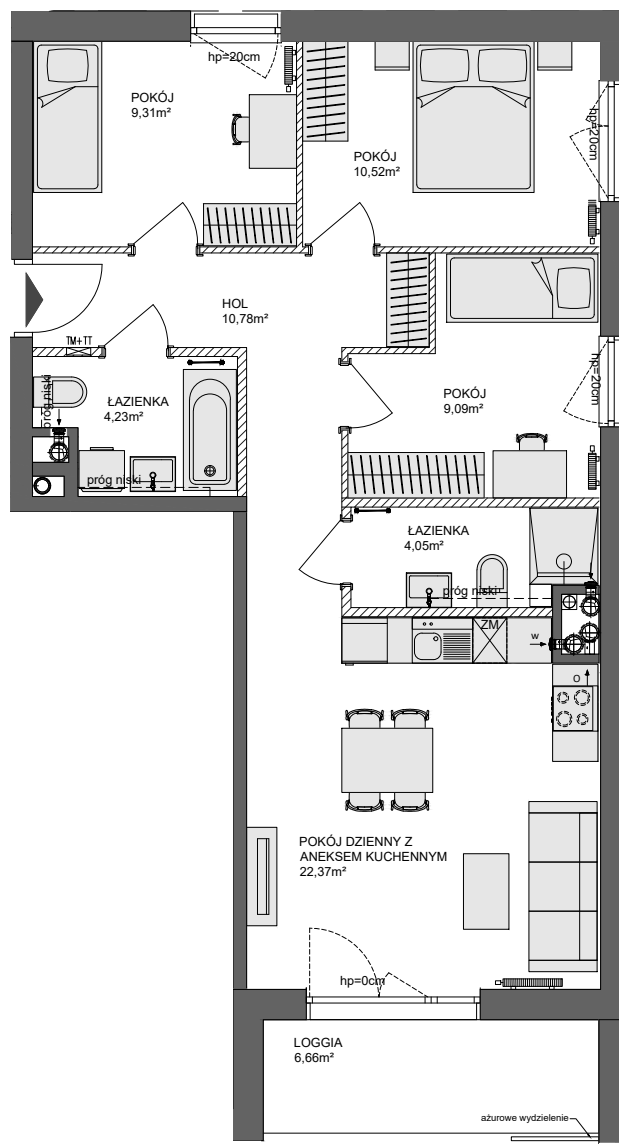 hp=20cm
POKÓJ
9,31m²
POKÓJ
10,52m²
hp=20cm
HOL
10,78m²
TM+TT
ŁAZIENKA
4,23m²
próg niski
próg niski
POKÓJ
9,09m²
hp=20cm
ŁAZIENKA
4,05m²
próg niski
ZM
w
O
POKÓJ DZIENNY Z
ANEKSEM KUCHENNYM
22,37m²
hp=0cm
LOGGIA
6,66m²
ażurowe wydzielenie